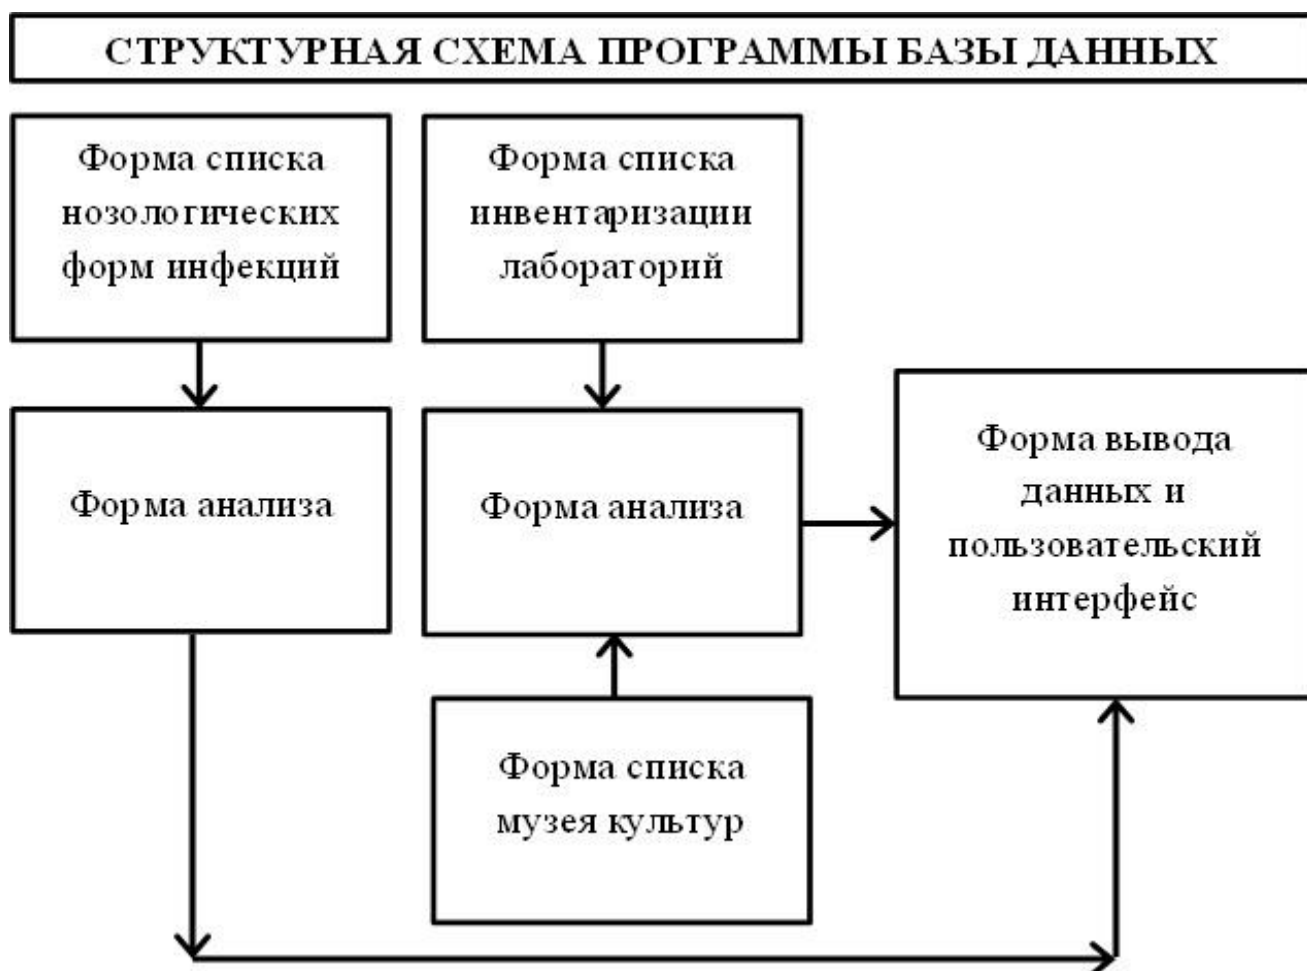 СТРУКТУРНАЯ СХЕМА ПРОГРАММЫ БАЗЫ ДАННЫХ
Форма списка
нозологических
форм инфекций
Форма списка
инвентаризации
лабораторий
Форма анализа
Форма анализа
Форма вывода
данных и
пользовательский
интерфейс
Форма списка
музея культур